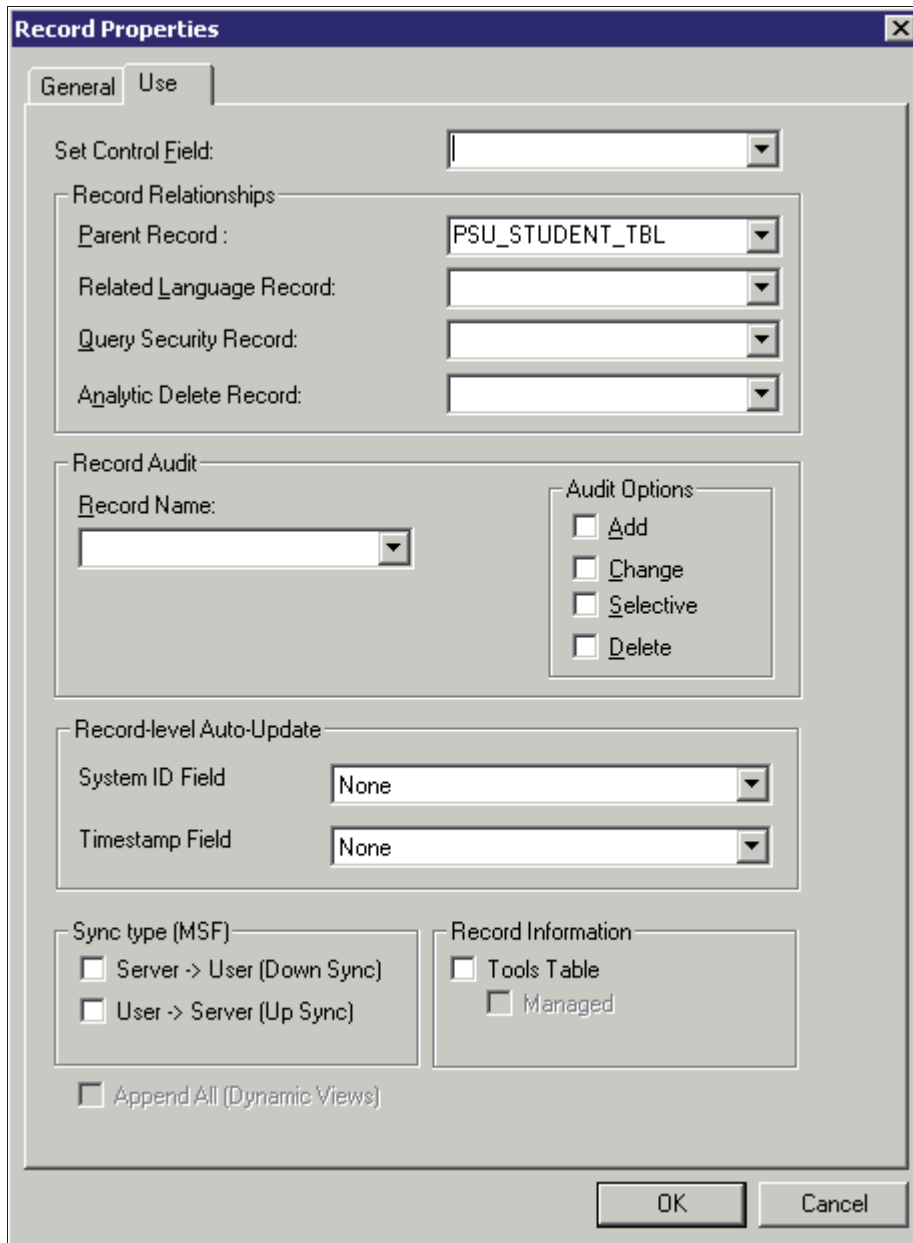 Record Properties
General
Use
Set Control Field:
Record Relationships
Parent Record :
PSU_STUDENT_TBL
Related Language Record:
Query Security Record:
Analytic Delete Record:
Record Audit
Record Name:
Audit Options
Add
Change
Selective
Delete
Record-level Auto-Update
System ID Field
None
Timestamp Field
None
Sync type (MSF)
Server -> User (Down Sync)
User -> Server (Up Sync)
Record Information
Tools Table
Managed
Append All (Dynamic Views)
OK
Cancel